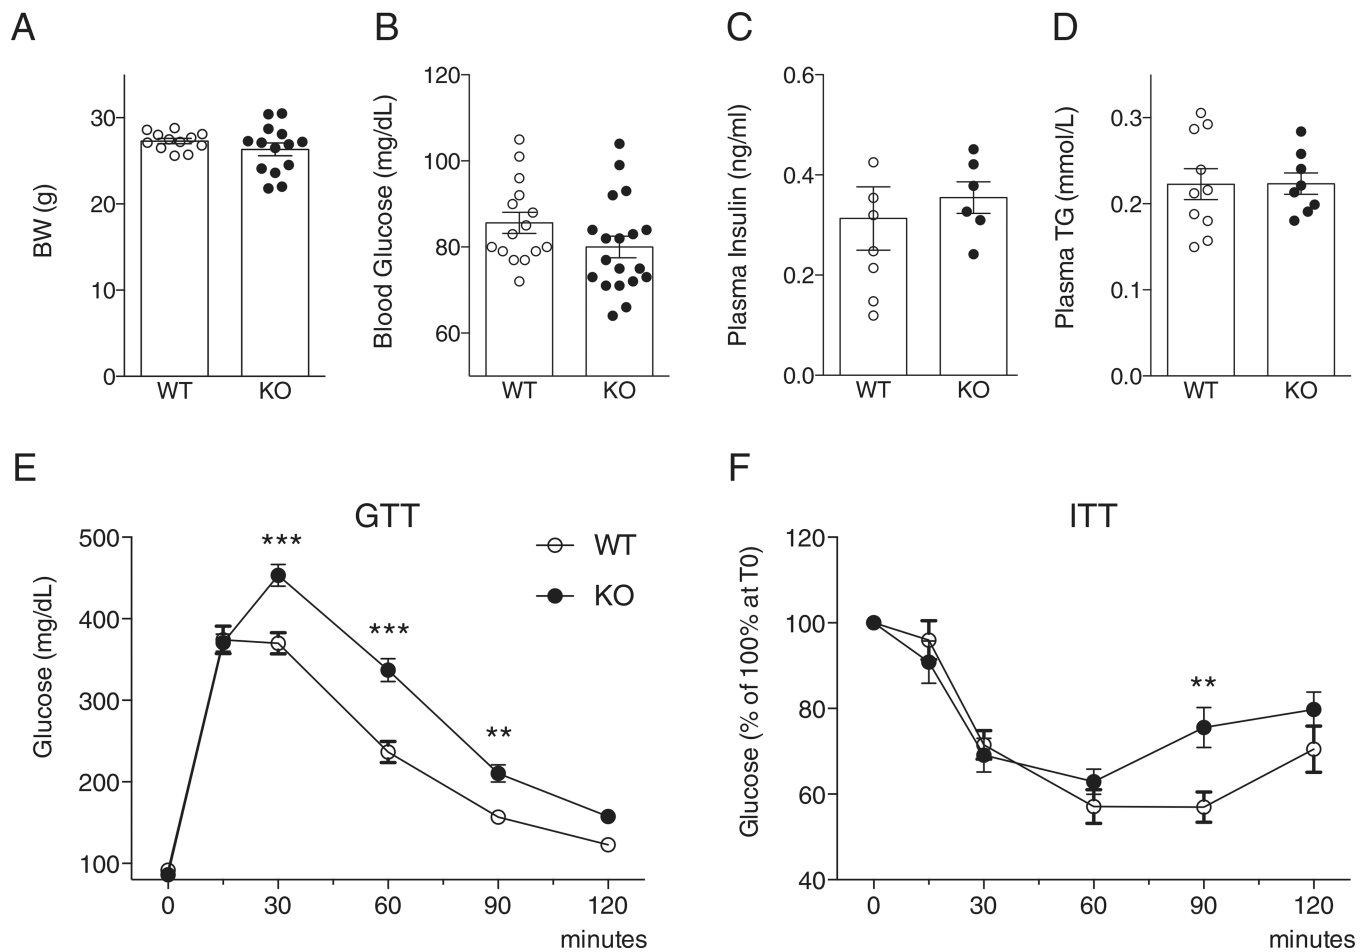 A
B
C
D
BW (g)
30
20
10
0
WT
KO
Blood Glucose (mg/dL)
120
100
80
60
WT
KO
Plasma Insulin (ng/ml)
0.6
0.4
0.2
0.0
WT
KO
Plasma TG (mmol/L)
0.3
0.2
0.1
0.0
WT
KO
E
GTT
Glucose (mg/dL)
500
400
300
200
100
***
***
**
WT
KO
0
30
60
90
120
minutes
F
ITT
Glucose (% of 100% at T0)
120
100
80
60
40
**
0
30
60
90
120
minutes